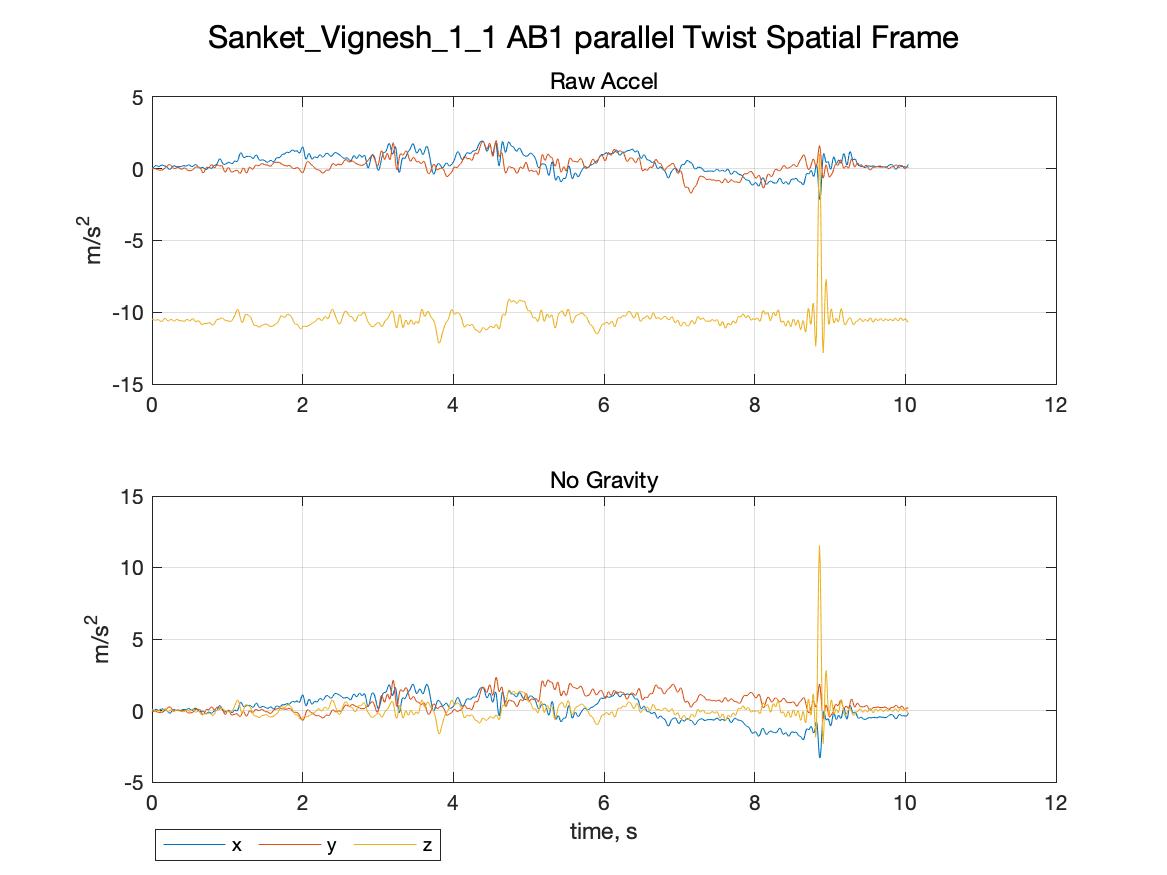 Sanket_Vignesh_1_1 AB1 parallel Twist Spatial Frame
Raw Accel
5
0
-5
-10
-15
m/s2
0 2 4 6 8 10 12
No Gravity
15
10
5
0
-5
m/s2
0 2 4 6 8 10 12
time, s
x y z